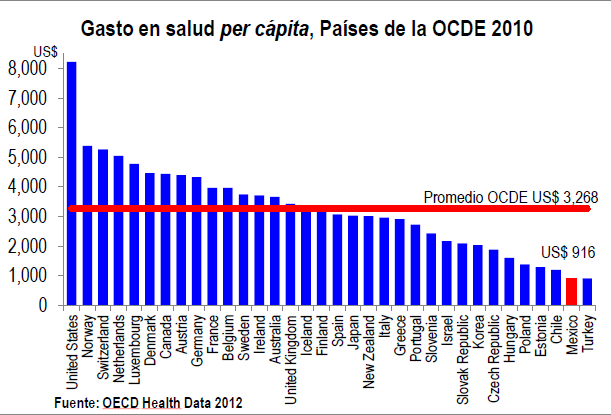 Gasto en salud per cápita, Países de la OCDE 2010
US$
8,000
7,000
6,000
5,000
4,000
3,000
2,000
1,000
0
Promedio OCDE US$ 3,268
US$ 916
United States
Norway
Switzerland
Netherlands
Luxembourg
Denmark
Canada
Austria
Germany
France
Belgium
Sweden
Ireland
Australia
United Kingdom
Iceland
Finland
Spain
Japan
New Zealand
Italy
Greece
Portugal
Slovenia
Israel
Slovak Republic
Korea
Czech Republic
Hungary
Poland
Estonia
Chile
Mexico
Turkey
Fuente: OECD Health Data 2012